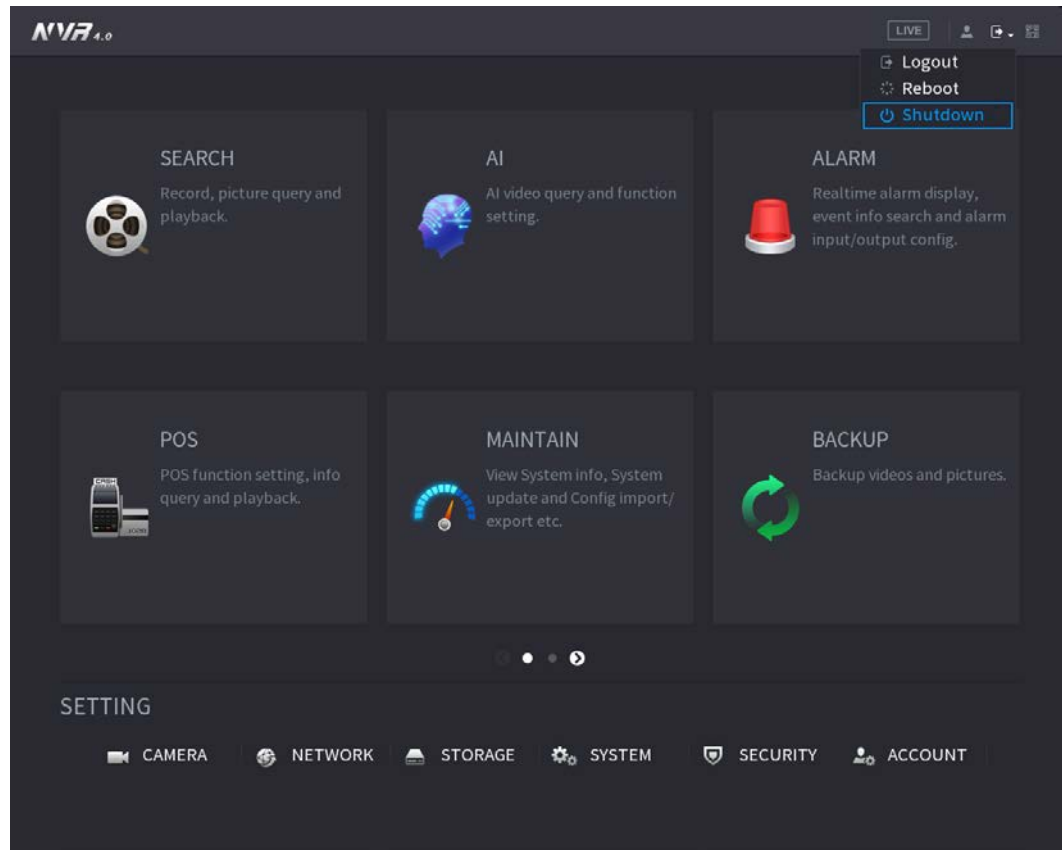 NVR 4.0
LIVE
Logout
Reboot
Shutdown
SEARCH
Record, picture query and
playback.
AI
AI video query and function
setting.
ALARM
Realtime alarm display,
event info search and alarm
input/output config.
POS
POS function setting, info
query and playback.
CASH
MAINTAIN
View System info, System
update and Config import/
export etc.
BACKUP
Backup videos and pictures.
SETTING
CAMERA
NETWORK
STORAGE
SYSTEM
SECURITY
ACCOUNT